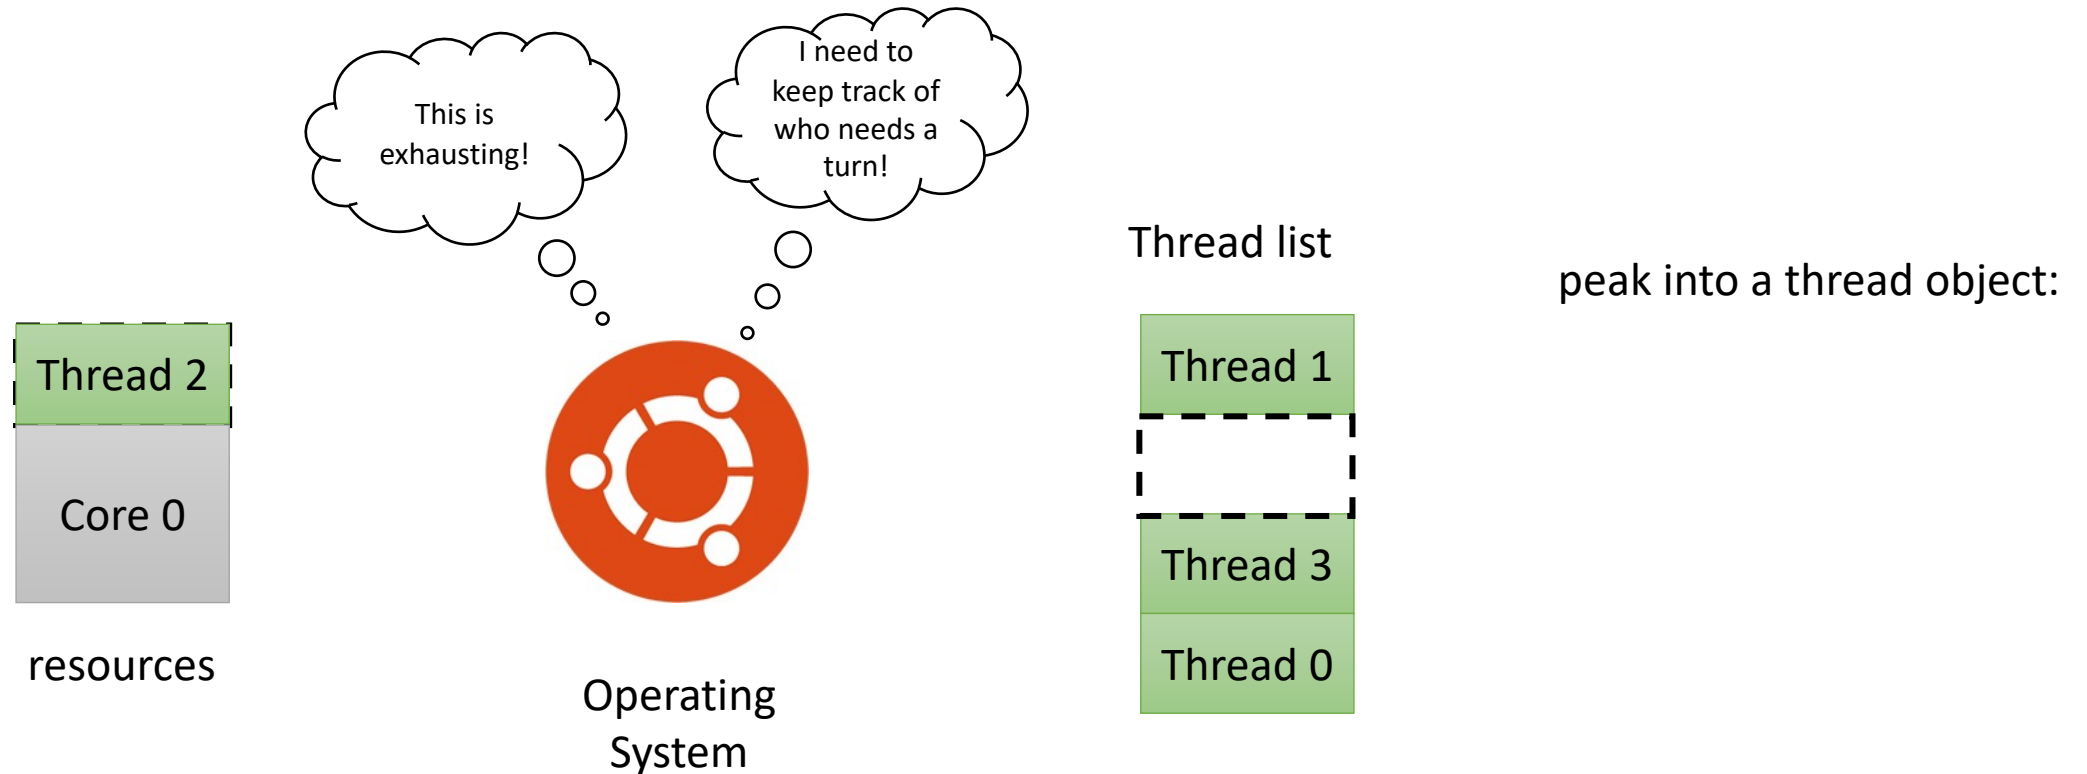 This is
exhausting!
I need to
keep track of
who needs a
turn!
Thread list
peak into a thread object:
Thread 2
Core 0
resources
Operating
System
Thread 1
Thread 3
Thread 0